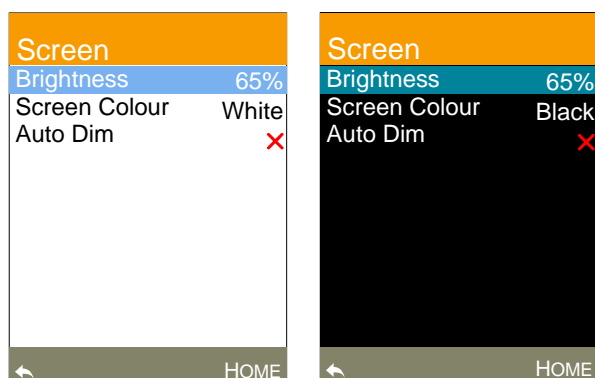 Screen
Brightness 65%
Screen Colour White
Auto Dim
HOME
Screen
Brightness 65%
Screen Colour Black
Auto Dim
HOME